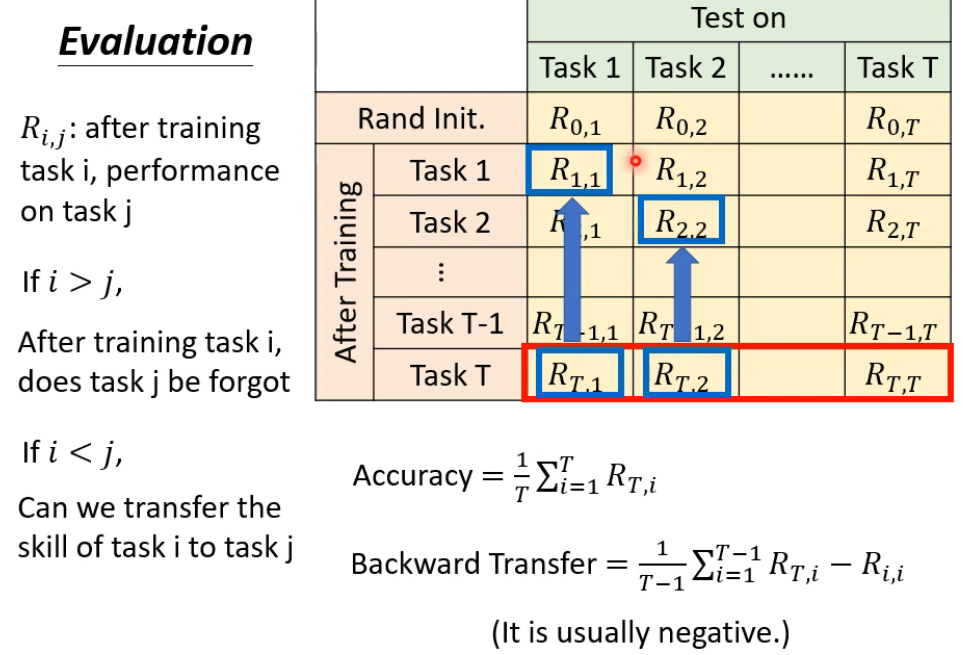 Evaluation
R_{i,j}: after training
task i, performance
on task j
If i > j,
After training task i,
does task j be forgot
If i < j,
Can we transfer the
skill of task i to task j
Test on
Task 1 Task 2 …… Task T
Rand Init. R_{0,1} R_{0,2} R_{0,T}
After Training
Task 1 R_{1,1} R_{1,2} R_{1,T}
Task 2 R_{2,1} R_{2,2} R_{2,T}
⋮
Task T-1 R_{T−1,1} R_{T−1,2} R_{T−1,T}
Task T R_{T,1} R_{T,2} R_{T,T}
Accuracy = \frac{1}{T} ∑_{i=1}^{T} R_{T,i}
Backward Transfer = \frac{1}{T−1} ∑_{i=1}^{T−1} R_{T,i} − R_{i,i}
(It is usually negative.)